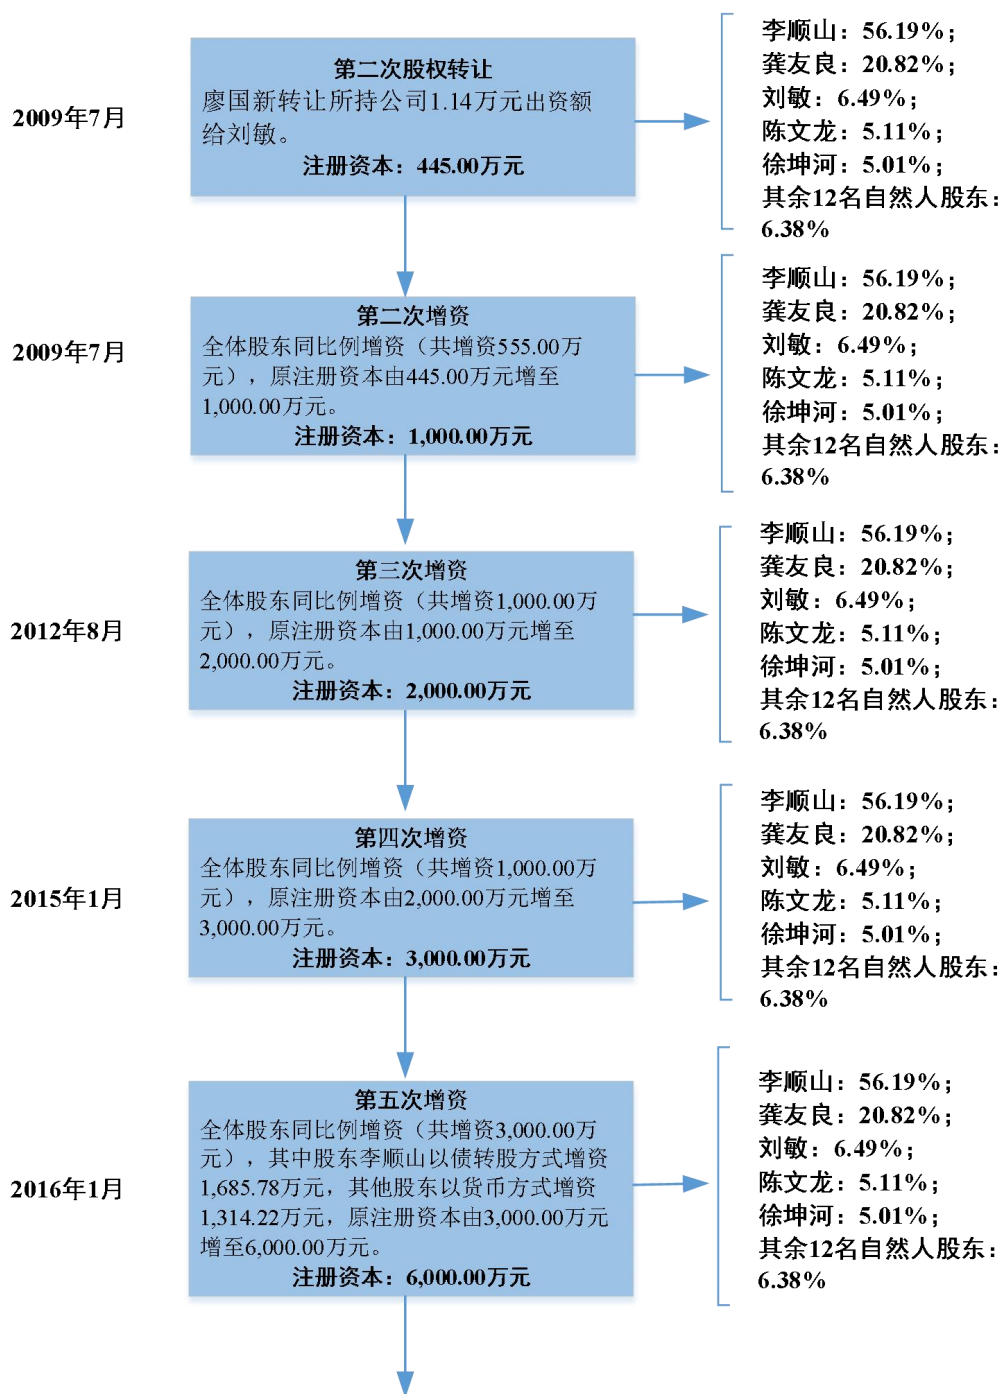 2009年7月
第二次股权转让
廖国新转让所持公司1.14万元出资额
给刘敏。
注册资本：445.00万元
李顺山：56.19%；
龚友良：20.82%；
刘敏：6.49%；
陈文龙：5.11%；
徐坤河：5.01%；
其余12名自然人股东：
6.38%
2009年7月
第二次增资
全体股东同比例增资（共增资555.00万
元），原注册资本由445.00万元增至
1,000.00万元。
注册资本：1,000.00万元
李顺山：56.19%；
龚友良：20.82%；
刘敏：6.49%；
陈文龙：5.11%；
徐坤河：5.01%；
其余12名自然人股东：
6.38%
2012年8月
第三次增资
全体股东同比例增资（共增资1,000.00万
元），原注册资本由1,000.00万元增至
2,000.00万元。
注册资本：2,000.00万元
李顺山：56.19%；
龚友良：20.82%；
刘敏：6.49%；
陈文龙：5.11%；
徐坤河：5.01%；
其余12名自然人股东：
6.38%
2015年1月
第四次增资
全体股东同比例增资（共增资1,000.00万
元），原注册资本由2,000.00万元增至
3,000.00万元。
注册资本：3,000.00万元
李顺山：56.19%；
龚友良：20.82%；
刘敏：6.49%；
陈文龙：5.11%；
徐坤河：5.01%；
其余12名自然人股东：
6.38%
2016年1月
第五次增资
全体股东同比例增资（共增资3,000.00万
元），其中股东李顺山以债转股方式增资
1,685.78万元，其他股东以货币方式增资
1,314.22万元，原注册资本由3,000.00万元
增至6,000.00万元。
注册资本：6,000.00万元
李顺山：56.19%；
龚友良：20.82%；
刘敏：6.49%；
陈文龙：5.11%；
徐坤河：5.01%；
其余12名自然人股东：
6.38%